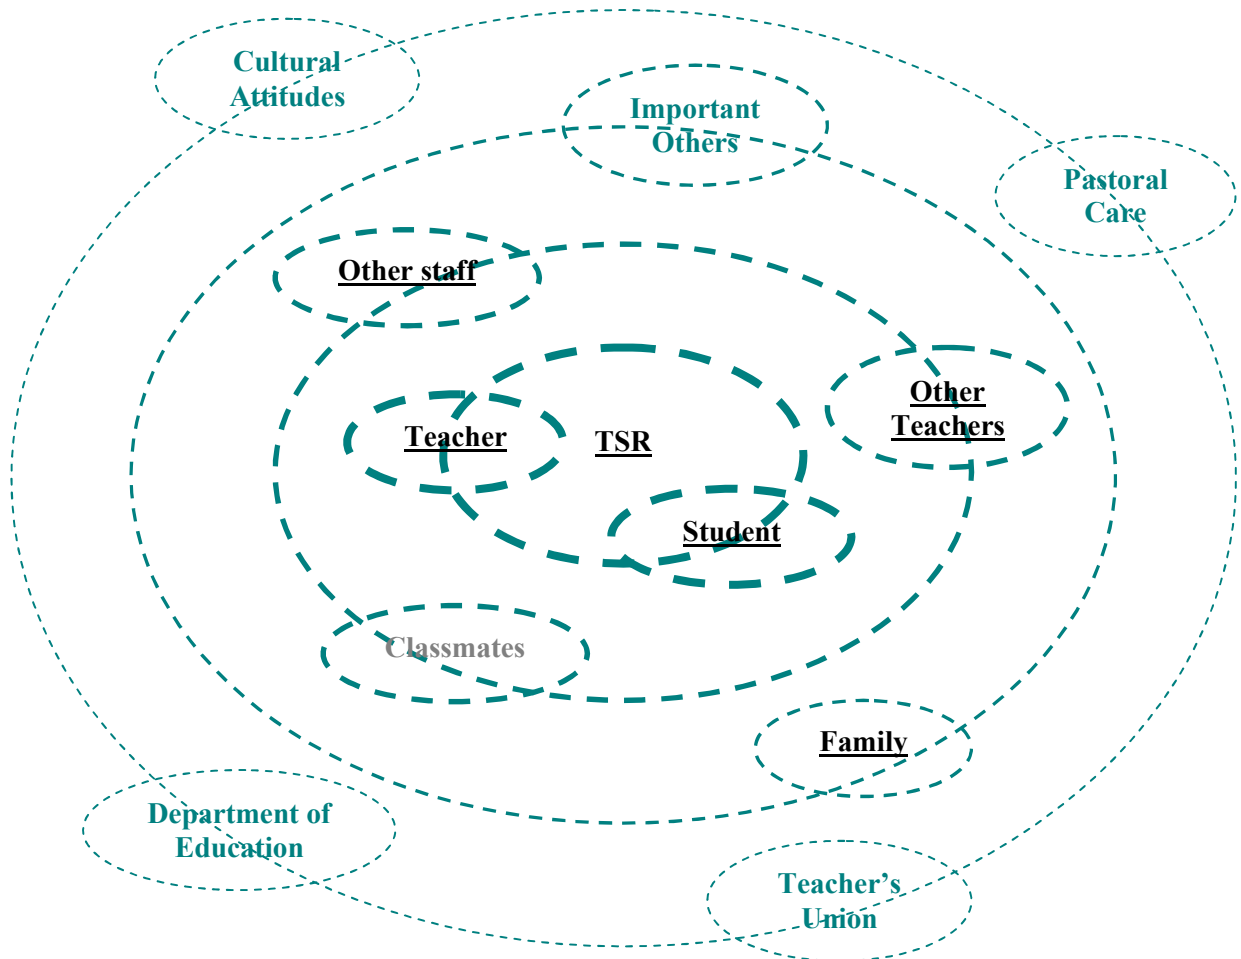 Cultural
Attitudes
Important
Others
Pastoral
Care
Other staff
Other
Teachers
Teacher
TSR
Student
Classmates
Family
Department of
Education
Teacher’s
Union